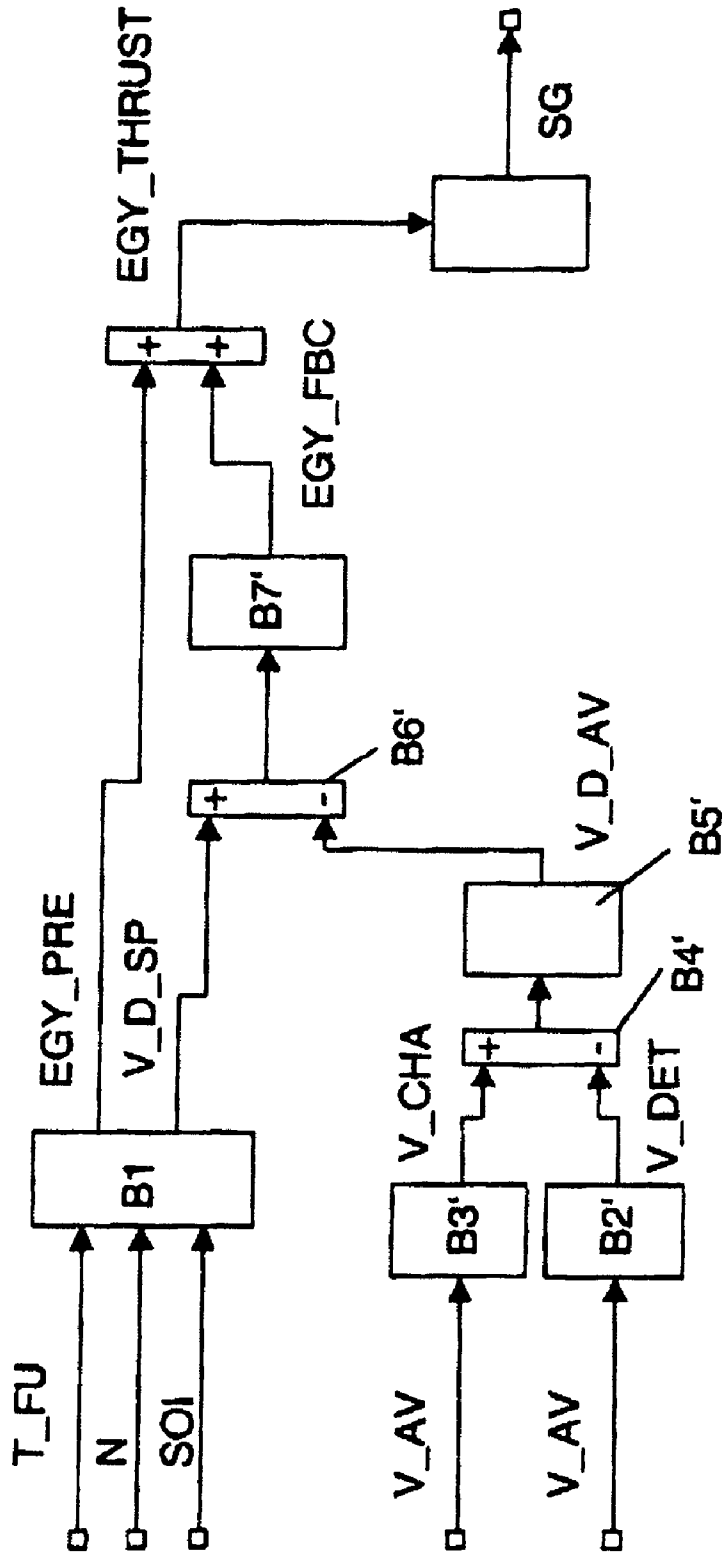 T_FU
N
SOI
B1
EGY_PRE
V_D_SP
+
-
B6'
B7'
EGY_FBC
+
+
EGY_THRUST
SG
V_AV
V_AV
B3'
B2'
V_CHA
V_DET
+
-
B4'
B5'
V_D_AV